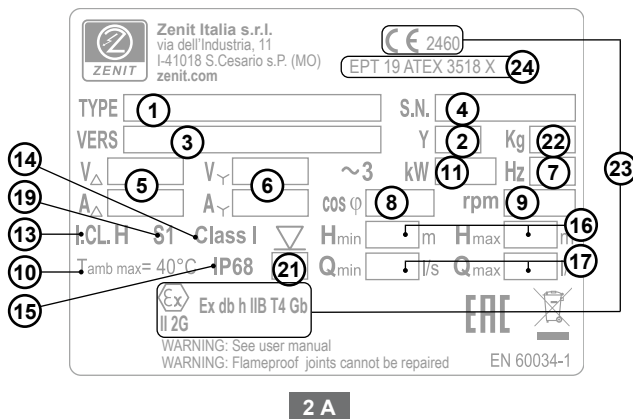 Zenit Italia s.r.l.
via dell'Industria, 11
I-41018 S.Cesario s.P. (MO)
zenit.com
ZENIT
CE 2460
EPT 19 ATEX 3518 X 24
TYPE 1 S.N. 4
VERS 3 Y 2 Kg 22
14 V△ 5 V 6 ~3 kW 11 Hz 7 23
19 A△ A cos φ 8 rpm 9
13 I.CL. H S1 Class I Hmin m Hmax m 16
10 Tamb max= 40°C IP68 21 Qmin l/s Qmax 17
15 Ex Ex db h IIB T4 Gb
II 2G
EAC
WARNING: See user manual
WARNING: Flameproof joints cannot be repaired EN 60034-1
2 A